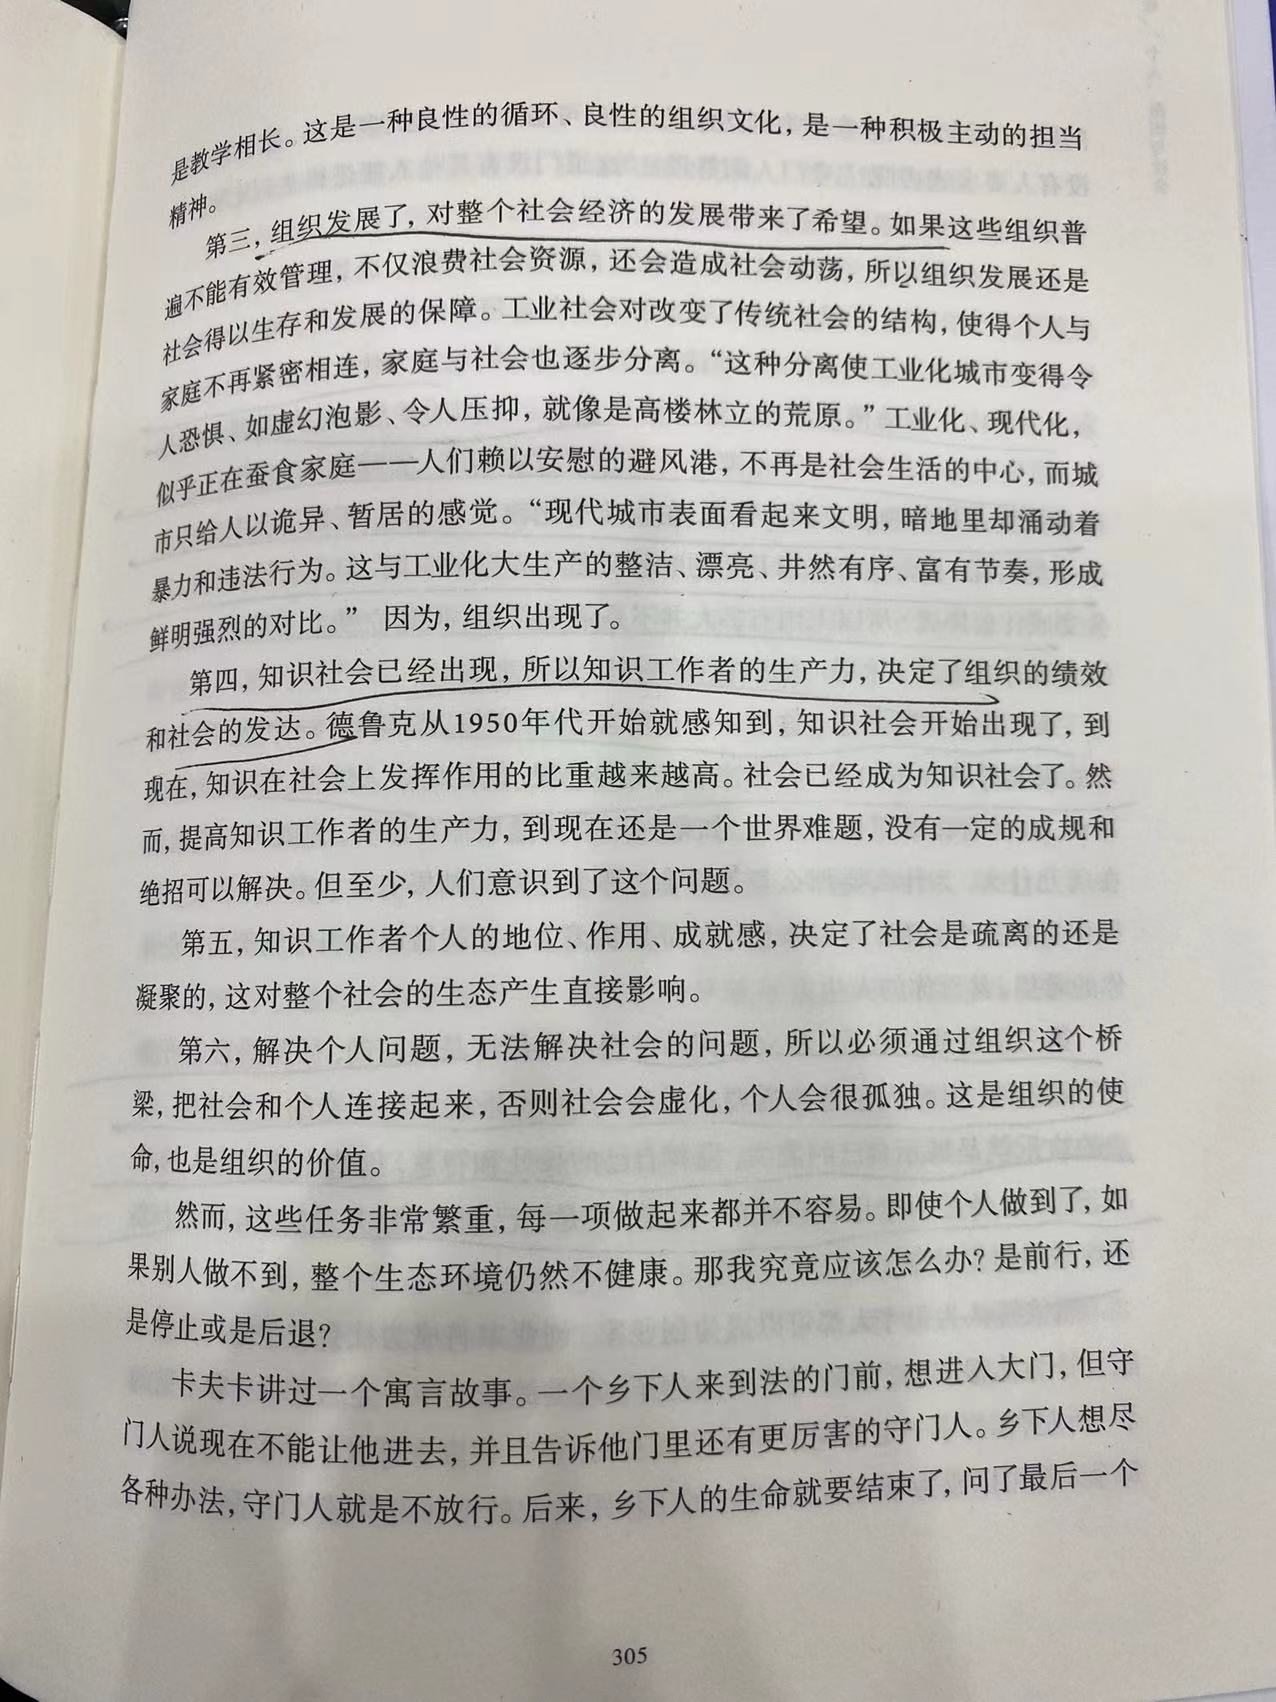 是教学相长。这是一种良性的循环、良性的组织文化，是一种积极主动的担当
精神。
第三，组织发展了，对整个社会经济的发展带来了希望。如果这些组织普
遍不能有效管理，不仅浪费社会资源，还会造成社会动荡，所以组织发展还是
社会得以生存和发展的保障。工业社会对改变了传统社会的结构，使得个人与
家庭不再紧密相连，家庭与社会也逐步分离。“这种分离使工业化城市变得令
人恐惧、如虚幻泡影、令人压抑，就像是高楼林立的荒原。”工业化、现代化，
似乎正在蚕食家庭——人们赖以安慰的避风港，不再是社会生活的中心，而城
市只给人以诡异、暂居的感觉。“现代城市表面看起来文明，暗地里却涌动着
暴力和违法行为。这与工业化大生产的整洁、漂亮、井然有序、富有节奏，形成
鲜明强烈的对比。” 因为，组织出现了。
第四，知识社会已经出现，所以知识工作者的生产力，决定了组织的绩效
和社会的发达。德鲁克从1950年代开始就感知到，知识社会开始出现了，到
现在，知识在社会上发挥作用的比重越来越高。社会已经成为知识社会了。然
而，提高知识工作者的生产力，到现在还是一个世界难题，没有一定的成规和
绝招可以解决。但至少，人们意识到了这个问题。
第五，知识工作者个人的地位、作用、成就感，决定了社会是疏离的还是
凝聚的，这对整个社会的生态产生直接影响。
第六，解决个人问题，无法解决社会的问题，所以必须通过组织这个桥
梁，把社会和个人连接起来，否则社会会虚化，个人会很孤独。这是组织的使
命，也是组织的价值。
然而，这些任务非常繁重，每一项做起来都并不容易。即使个人做到了，如
果别人做不到，整个生态环境仍然不健康。那我究竟应该怎么办？是前行，还
是停止或是后退？
卡夫卡讲过一个寓言故事。一个乡下人来到法的门前，想进入大门，但守
门人说现在不能让他进去，并且告诉他门里还有更厉害的守门人。乡下人想尽
各种办法，守门人就是不放行。后来，乡下人的生命就要结束了，问了最后一个
305